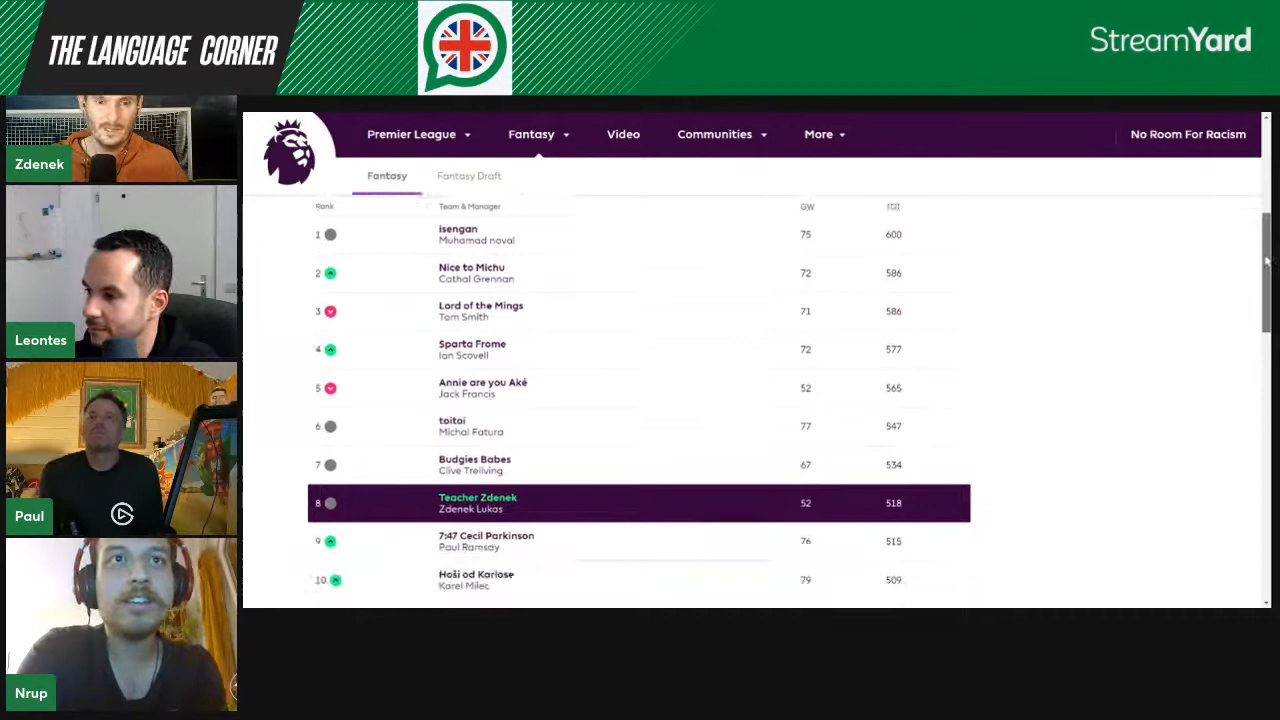 THE LANGUAGE CORNER
StreamYard
Zdenek
Leontes
Paul
Nrup
Premier League
Fantasy
Video
Communities
More
No Room For Racism
Fantasy
Fantasy Draft
Rank Team & Manager GW TOT
1 isengan 75 600
Muhamad noval
2 Nice to Michu 72 586
Cathal Grennan
3 Lord of the Mings 71 586
Tom Smith
4 Sparta Frome 72 577
Ian Scovell
5 Annie are you Aké 52 565
Jack Francis
6 toitoi 77 547
Michal Fatura
7 Budgies Babes 67 534
Clive Treliving
8 Teacher Zdenek 52 518
Zdenek Lukas
9 7:47 Cecil Parkinson 76 515
Paul Ramsay
10 Hoši od Karlose 79 509
Karel Milec